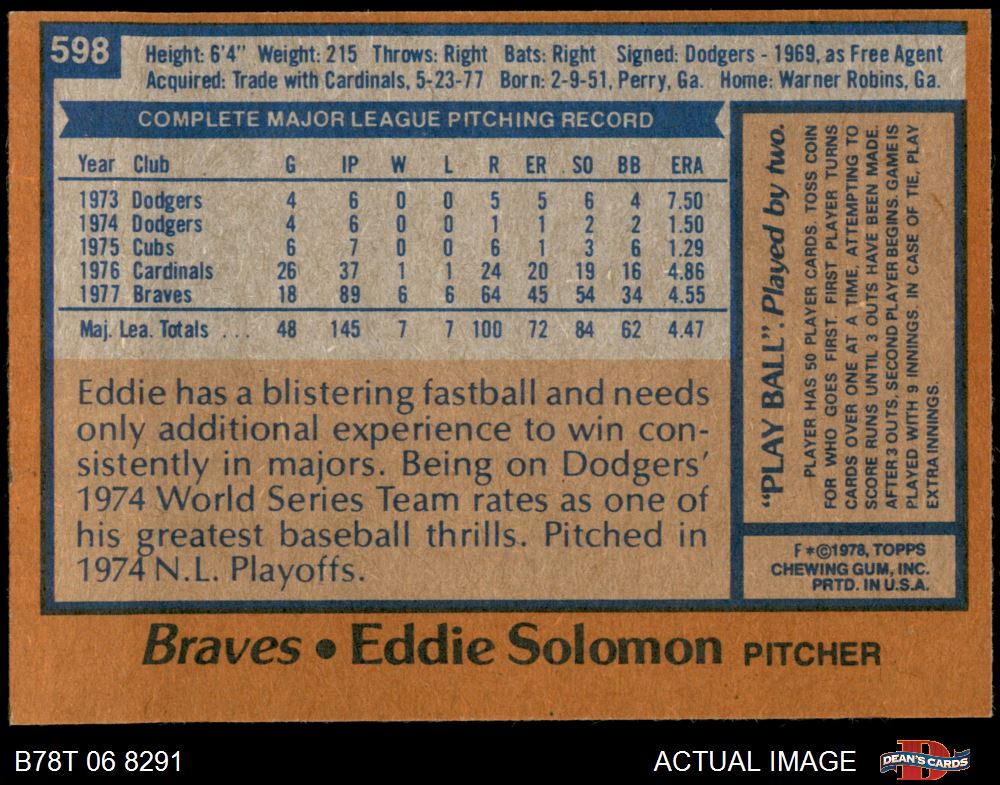 598
Height: 6'4" Weight: 215 Throws: Right Bats: Right Signed: Dodgers - 1969, as Free Agent
Acquired: Trade with Cardinals, 5-23-77 Born: 2-9-51, Perry, Ga. Home: Warner Robins, Ga.
COMPLETE MAJOR LEAGUE PITCHING RECORD
Year Club G IP W L R ER SO BB ERA
1973 Dodgers 4 6 0 0 5 5 6 4 7.50
1974 Dodgers 4 6 0 0 1 1 2 2 1.50
1975 Cubs 6 7 0 0 6 1 3 6 1.29
1976 Cardinals 26 37 1 1 24 20 19 16 4.86
1977 Braves 18 89 6 6 64 45 54 34 4.55
Maj. Lea. Totals ... 48 145 7 7 100 72 84 62 4.47
Eddie has a blistering fastball and needs
only additional experience to win con-
sistently in majors. Being on Dodgers'
1974 World Series Team rates as one of
his greatest baseball thrills. Pitched in
1974 N.L. Playoffs.
"PLAY BALL". Played by two.
PLAYER HAS 50 PLAYER CARDS. TOSS COIN
FOR WHO GOES FIRST. FIRST PLAYER TURNS
CARDS OVER ONE AT A TIME, ATTEMPTING TO
SCORE RUNS UNTIL 3 OUTS HAVE BEEN MADE.
AFTER 3 OUTS, SECOND PLAYER BEGINS. GAME IS
PLAYED WITH 9 INNINGS. IN CASE OF TIE, PLAY
EXTRA INNINGS.
F*©1978, TOPPS
CHEWING GUM, INC.
PRTD. IN U.S.A.
Braves • Eddie Solomon PITCHER
B78T 06 8291
ACTUAL IMAGE
D
DEAN'S CARDS